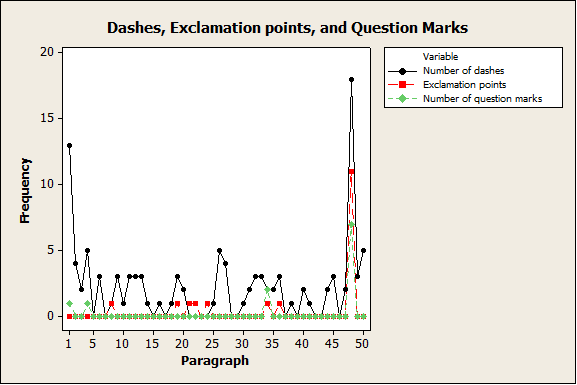 Dashes, Exclamation points, and Question Marks
Variable
Number of dashes
Exclamation points
Number of question marks
Frequency
20
15
10
5
0
1 5 10 15 20 25 30 35 40 45 50
Paragraph